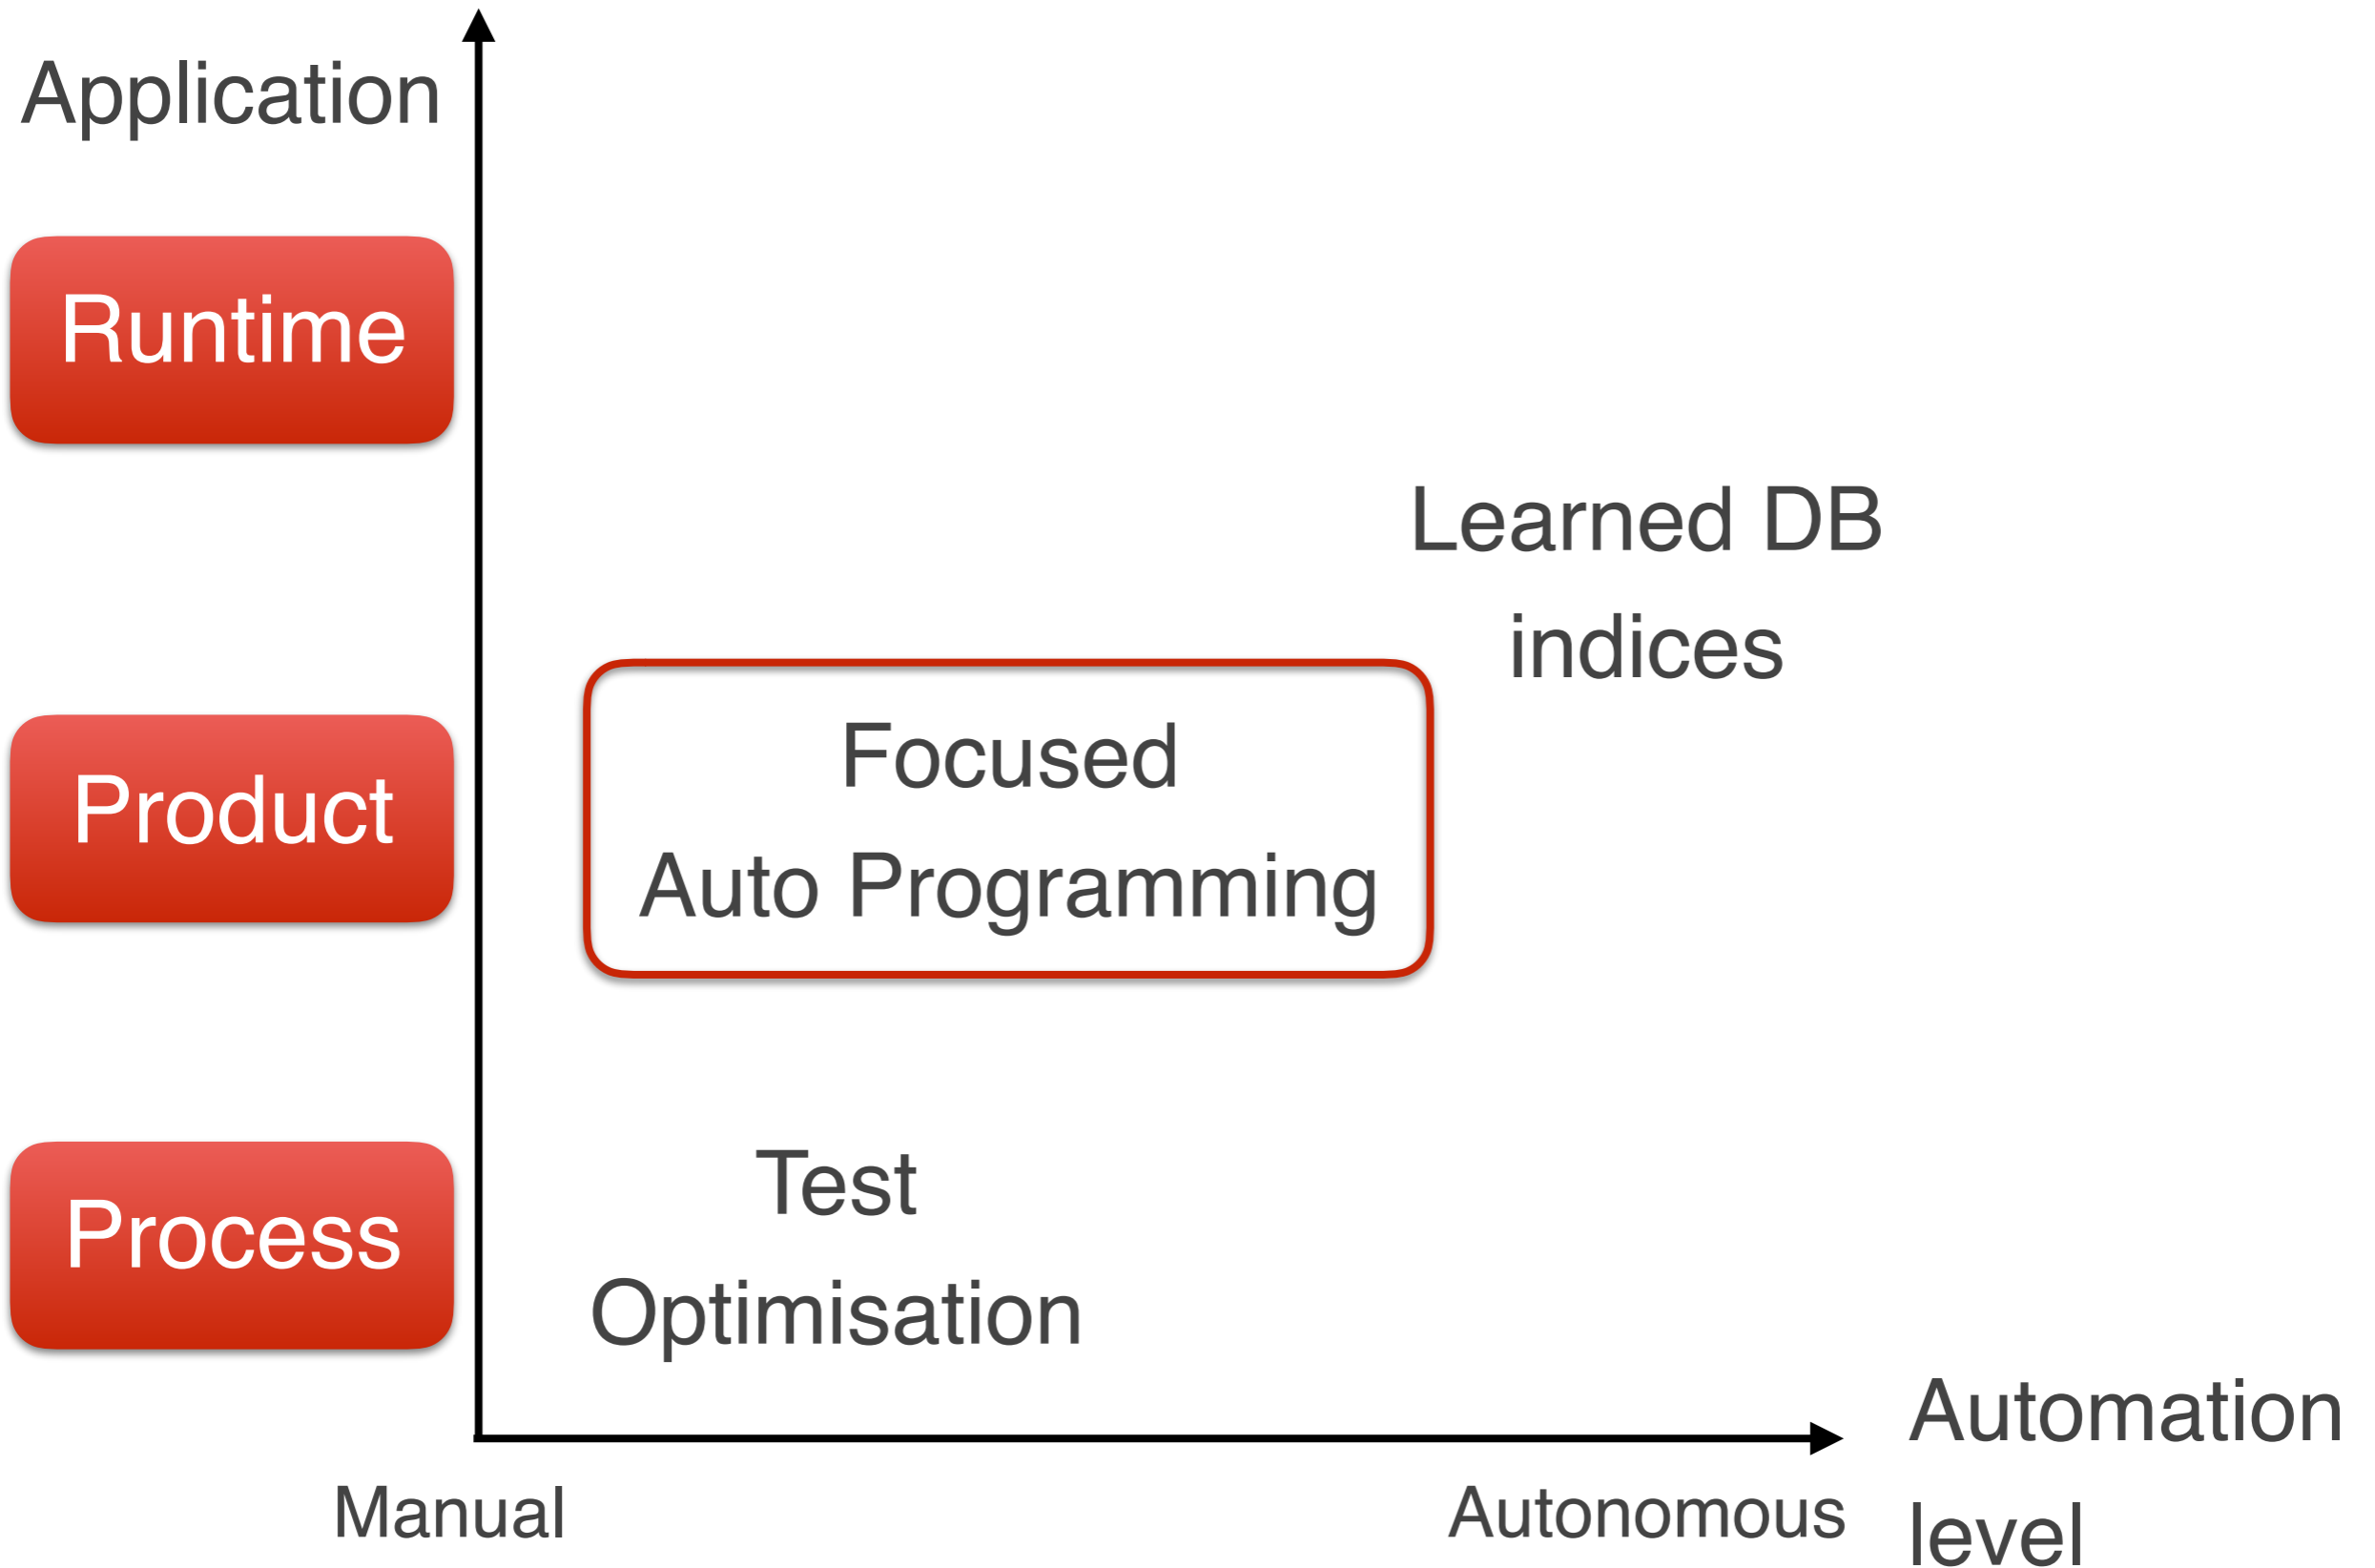 Application
Runtime
Learned DB
indices
Product
Focused
Auto Programming
Process
Test
Optimisation
Manual
Autonomous
Automation
level